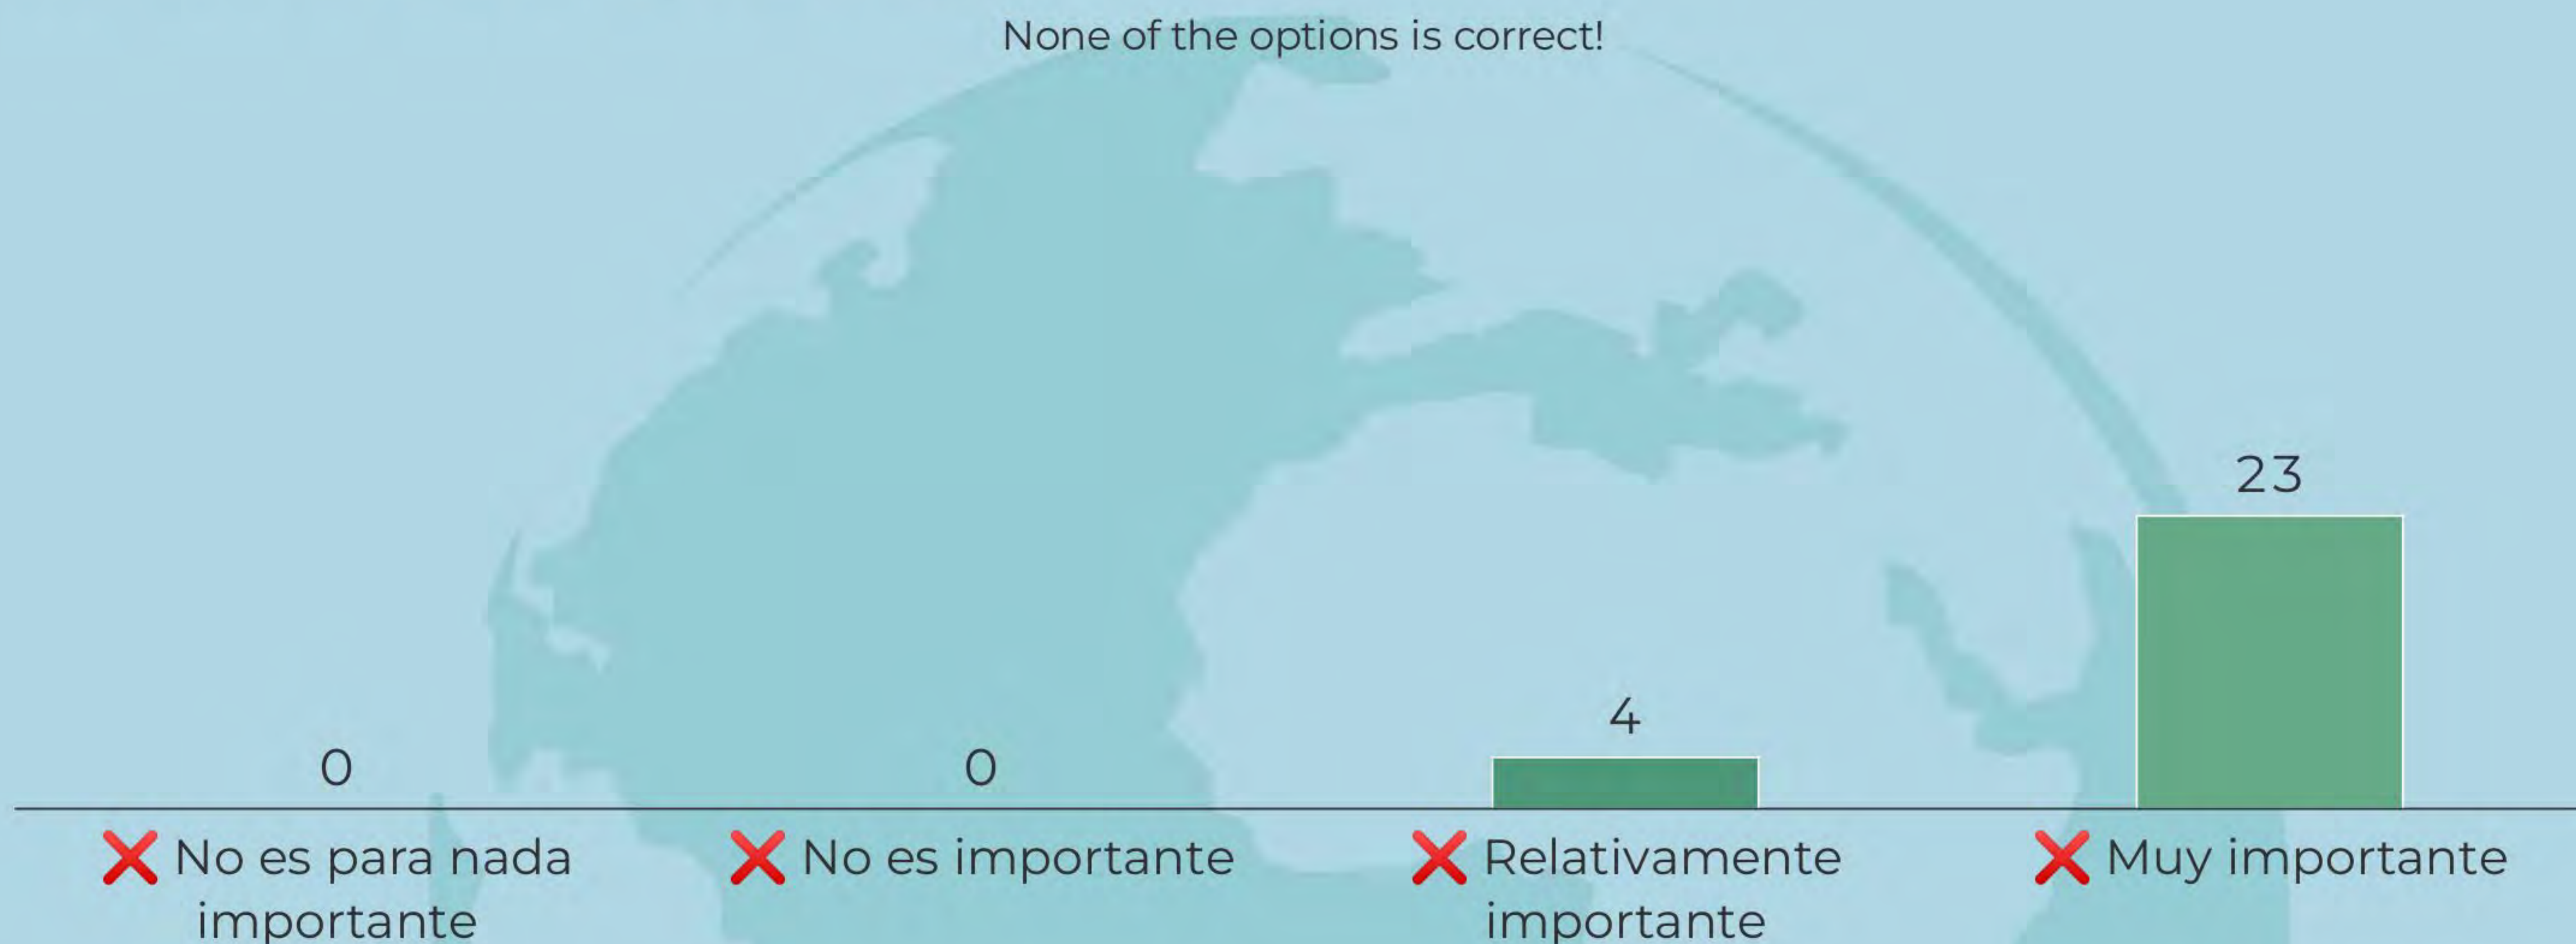 None of the options is correct!
23
4
0
0
❌ No es para nada
importante
❌ No es importante
❌ Relativamente
importante
❌ Muy importante